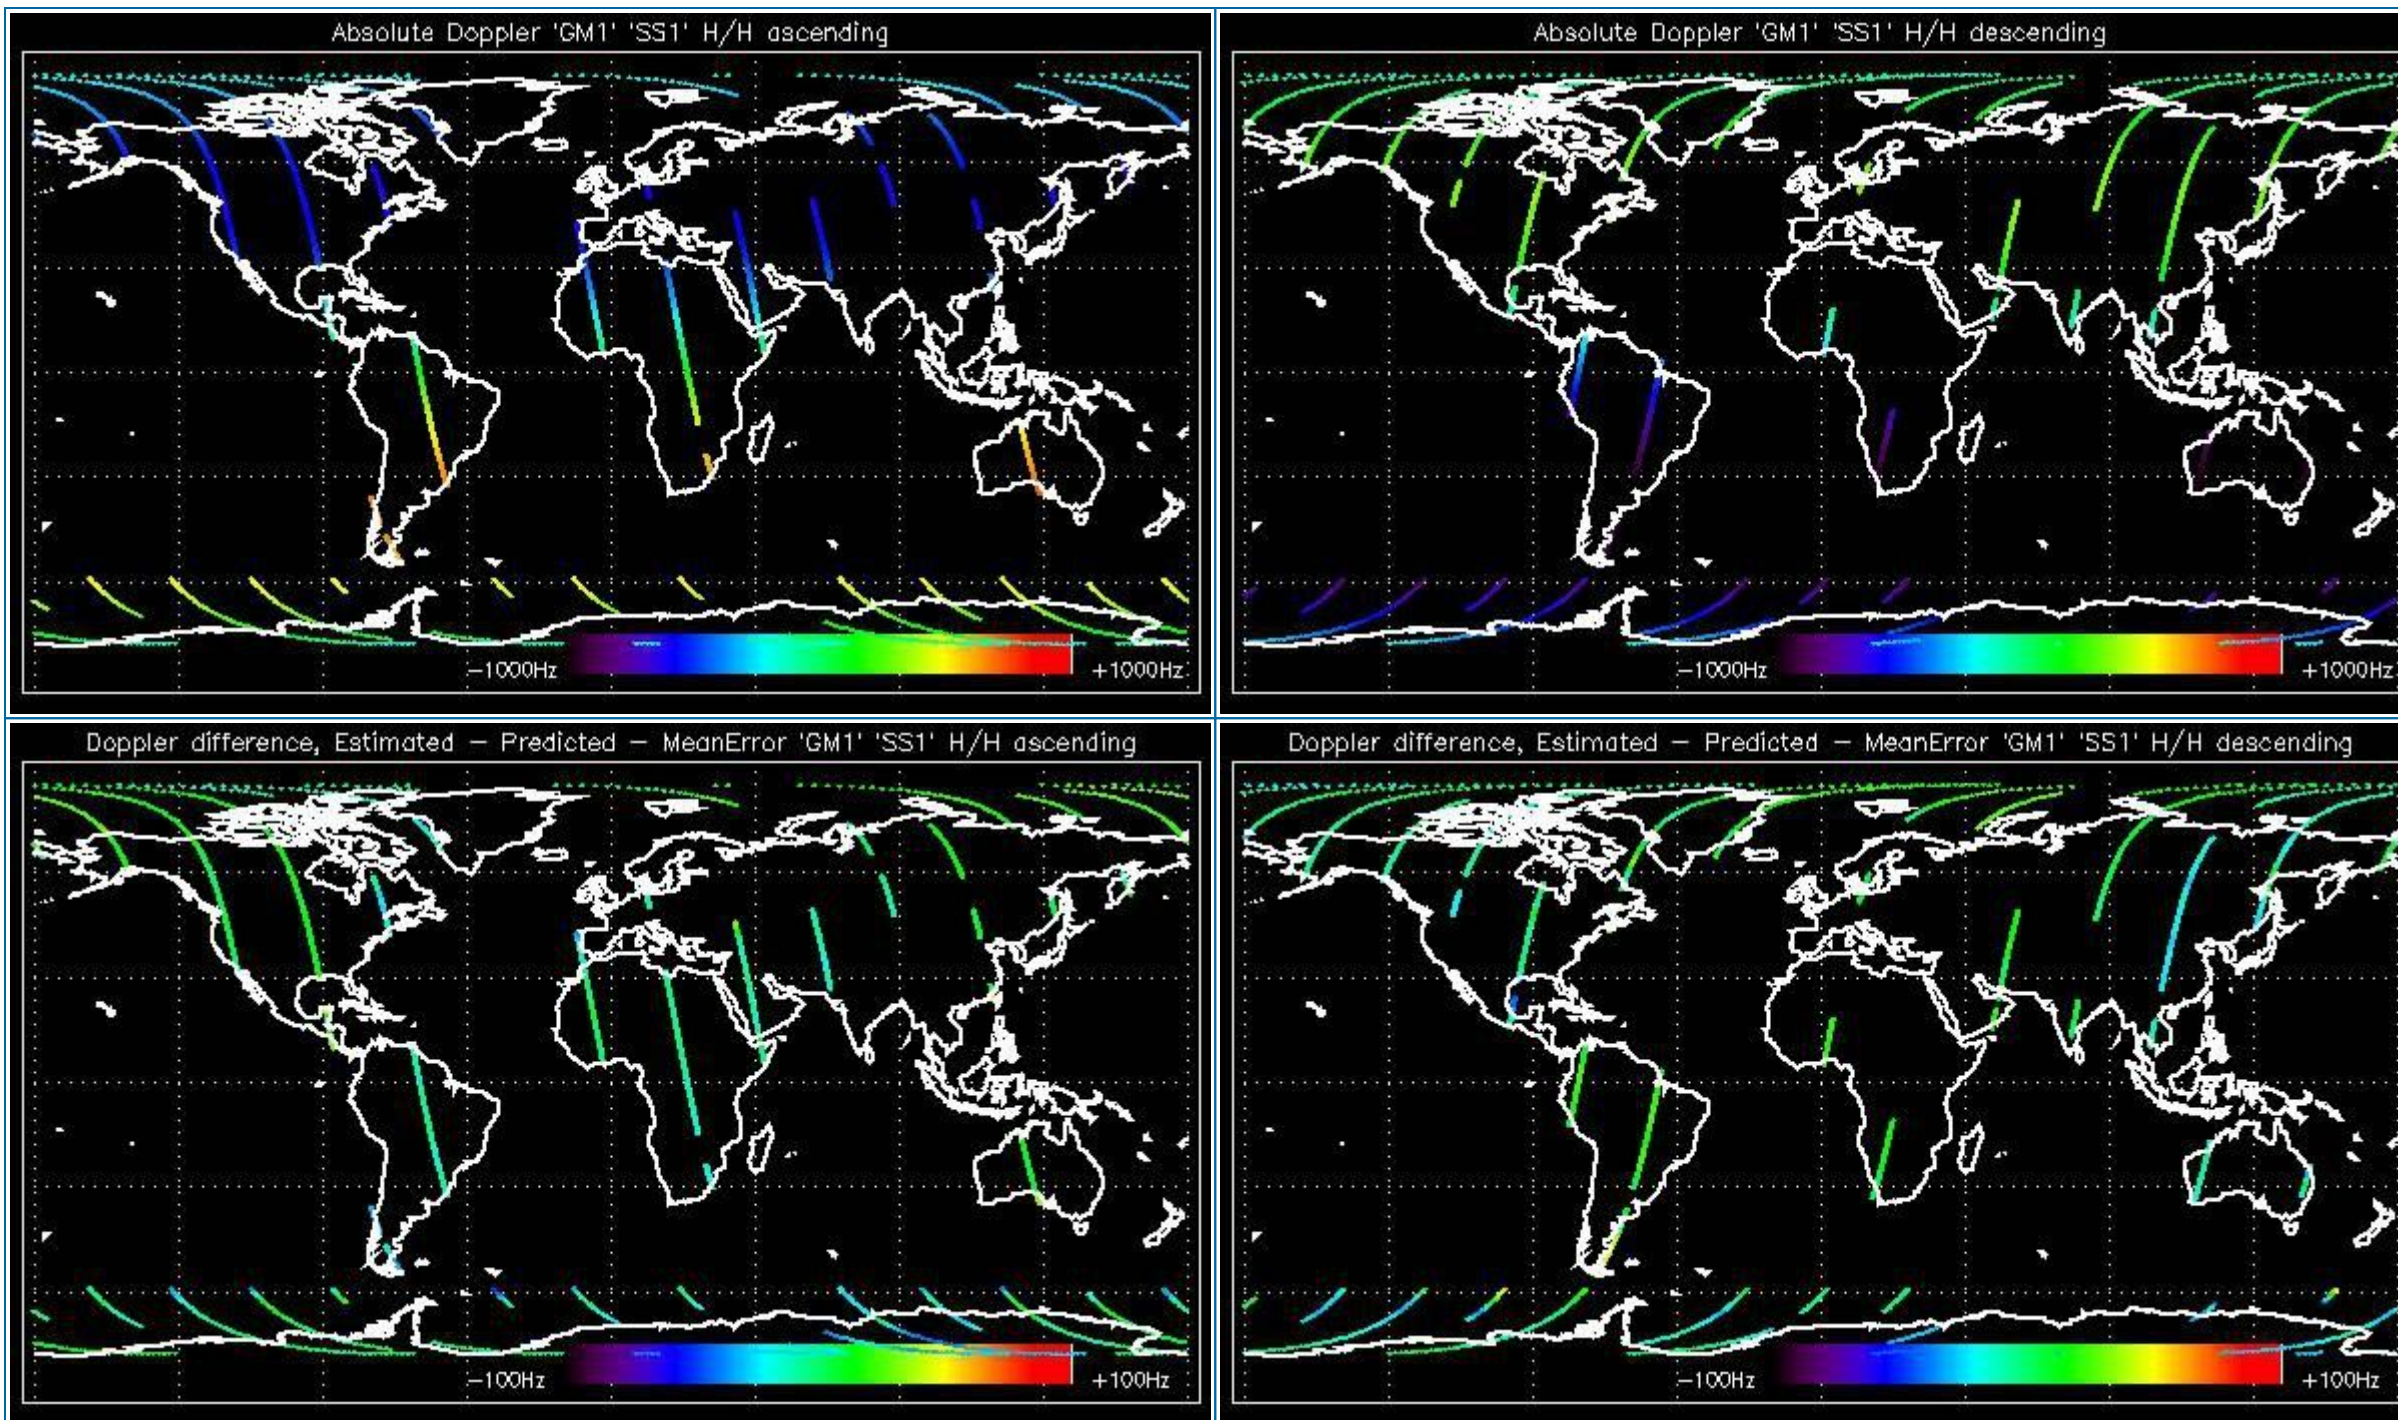 Absolute Doppler 'GM1' 'SS1' H/H ascending
−1000Hz
+1000Hz
Absolute Doppler 'GM1' 'SS1' H/H descending
−1000Hz
+1000Hz
Doppler difference, Estimated − Predicted − MeanError 'GM1' 'SS1' H/H ascending
−100Hz
+100Hz
Doppler difference, Estimated − Predicted − MeanError 'GM1' 'SS1' H/H descending
−100Hz
+100Hz